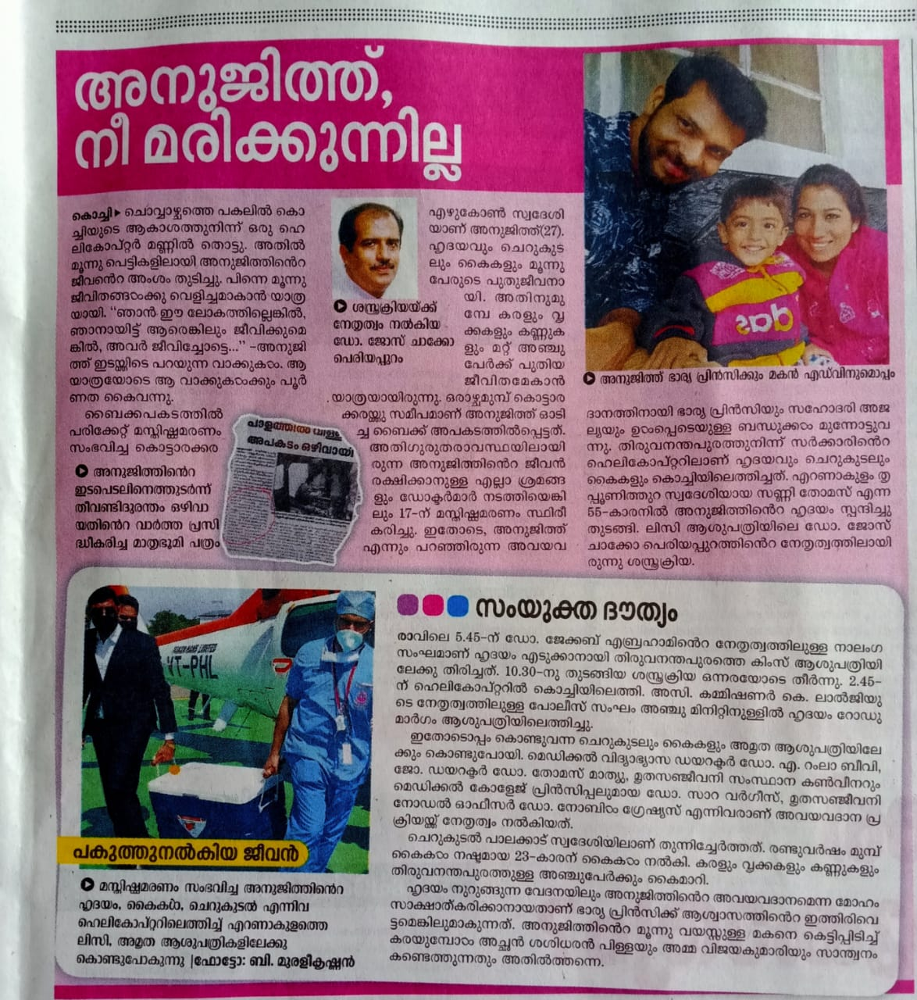 അനുജിത്ത്,
നീ മരിക്കുന്നില്ല
കൊച്ചി ▶ ചൊവ്വാഴ്ചത്തെ പകലിൽ കൊ
ച്ചിയുടെ ആകാശത്തുനിന്ന് ഒരു ഹെ
ലികോപ്റ്റർ മണ്ണിൽ തൊട്ടു. അതിൽ
മൂന്നു പെട്ടികളിലായി അനുജിത്തിന്റെ
ജീവന്റെ അംശം തുടിച്ചു. പിന്നെ മൂന്നു
ജീവിതങ്ങൾക്കു വെളിച്ചമാകാൻ യാത്ര
യായി. “ഞാൻ ഈ ലോകത്തില്ലെങ്കിൽ,
ഞാനായിട്ട് ആരെങ്കിലും ജീവിക്കുമെ
ങ്കിൽ, അവർ ജീവിച്ചോട്ടെ...” -അനുജി
ത്ത് ഇടയ്ക്കിടെ പറയുന്ന വാക്കുകൾ. ആ
യാത്രയോടെ ആ വാക്കുകൾക്കും പൂർ
ണത കൈവന്നു.
ബൈക്കപകടത്തിൽ
പരിക്കേറ്റ് മസ്തിഷ്കമരണം
സംഭവിച്ച കൊട്ടാരക്കര
അനുജിത്തിന്റെ
ഇടപെടലിനെത്തുടർന്ന്
തീവണ്ടിദുരന്തം ഒഴിവാ
യതിന്റെ വാർത്ത പ്രസി
ദ്ധീകരിച്ച മാതൃഭൂമി പത്രം
പാളത്തിൽ വിള്ളൽ
അപകടം ഒഴിവായി
ശസ്ത്രക്രിയയ്ക്ക്
നേതൃത്വം നൽകിയ
ഡോ. ജോസ് ചാക്കോ
പെരിയപ്പുറം
എഴുകോൺ സ്വദേശി
യാണ് അനുജിത്ത്(27).
ഹൃദയവും ചെറുകുട
ലും കൈകളും മൂന്നു
പേരുടെ പുതുജീവനാ
യി. അതിനുമു
മ്പേ കരളും വൃ
ക്കകളും കണ്ണുക
ളും മറ്റ് അഞ്ചു
പേർക്ക് പുതിയ
ജീവിതമേകാൻ
യാത്രയായിരുന്നു. ഒരാഴ്ചമുമ്പ് കൊട്ടാര
ക്കരയ്ക്കു സമീപമാണ് അനുജിത്ത് ഓടി
ച്ച ബൈക്ക് അപകടത്തിൽപ്പെട്ടത്.
അതിഗുരുതരാവസ്ഥയിലായി
രുന്ന അനുജിത്തിന്റെ ജീവൻ
രക്ഷിക്കാനുള്ള എല്ലാ ശ്രമങ്ങ
ളും ഡോക്ടർമാർ നടത്തിയെങ്കി
ലും 17-ന് മസ്തിഷ്കമരണം സ്ഥിരീ
കരിച്ചു. ഇതോടെ, അനുജിത്ത്
എന്നും പറഞ്ഞിരുന്ന അവയവ
അനുജിത്ത് ഭാര്യ പ്രിൻസിക്കും മകൻ എഡ്വിനുമൊപ്പം
ദാനത്തിനായി ഭാര്യ പ്രിൻസിയും സഹോദരി അജ
ല്യയും ഉൾപ്പെടെയുള്ള ബന്ധുക്കൾ മുന്നോട്ടുവ
ന്നു. തിരുവനന്തപുരത്തുനിന്ന് സർക്കാരിന്റെ
ഹെലികോപ്റ്ററിലാണ് ഹൃദയവും ചെറുകുടലും
കൈകളും കൊച്ചിയിലെത്തിച്ചത്. എറണാകുളം തൃ
പ്പൂണിത്തുറ സ്വദേശിയായ സണ്ണി തോമസ് എന്ന
55-കാരനിൽ അനുജിത്തിന്റെ ഹൃദയം സ്പന്ദിച്ചു
തുടങ്ങി. ലിസി ആശുപത്രിയിലെ ഡോ. ജോസ്
ചാക്കോ പെരിയപ്പുറത്തിന്റെ നേതൃത്വത്തിലായി
രുന്നു ശസ്ത്രക്രിയ.
VT-PHL
പകുത്തുനൽകിയ ജീവൻ
മസ്തിഷ്കമരണം സംഭവിച്ച അനുജിത്തിന്റെ
ഹൃദയം, കൈകൾ, ചെറുകുടൽ എന്നിവ
ഹെലികോപ്റ്ററിലെത്തിച്ച് എറണാകുളത്തെ
ലിസി, അമൃത ആശുപത്രികളിലേക്കു
കൊണ്ടുപോകുന്നു |ഫോട്ടോ: ബി. മുരളീകൃഷ്ണൻ
സംയുക്ത ദൗത്യം
രാവിലെ 5.45-ന് ഡോ. ജേക്കബ് എബ്രഹാമിന്റെ നേതൃത്വത്തിലുള്ള നാലംഗ
സംഘമാണ് ഹൃദയം എടുക്കാനായി തിരുവനന്തപുരത്തെ കിംസ് ആശുപത്രിയി
ലേക്കു തിരിച്ചത്. 10.30-നു തുടങ്ങിയ ശസ്ത്രക്രിയ ഒന്നരയോടെ തീർന്നു. 2.45-
ന് ഹെലികോപ്റ്ററിൽ കൊച്ചിയിലെത്തി. അസി. കമ്മിഷണർ കെ. ലാൽജിയു
ടെ നേതൃത്വത്തിലുള്ള പോലീസ് സംഘം അഞ്ചു മിനിറ്റിനുള്ളിൽ ഹൃദയം റോഡു
മാർഗം ആശുപത്രിയിലെത്തിച്ചു.
ഇതോടൊപ്പം കൊണ്ടുവന്ന ചെറുകുടലും കൈകളും അമൃത ആശുപത്രിയിലേ
ക്കും കൊണ്ടുപോയി. മെഡിക്കൽ വിദ്യാഭ്യാസ ഡയറക്ടർ ഡോ. എ. റംലാ ബീവി,
ജോ. ഡയറക്ടർ ഡോ. തോമസ് മാത്യു, മൃതസഞ്ജീവനി സംസ്ഥാന കൺവീനറും
മെഡിക്കൽ കോളേജ് പ്രിൻസിപ്പലുമായ ഡോ. സാറ വർഗീസ്, മൃതസഞ്ജീവനി
നോഡൽ ഓഫീസർ ഡോ. നോബിൾ ഗ്രേഷ്യസ് എന്നിവരാണ് അവയവദാന പ്ര
ക്രിയയ്ക്ക് നേതൃത്വം നൽകിയത്.
ചെറുകുടൽ പാലക്കാട് സ്വദേശിയിലാണ് തുന്നിച്ചേർത്തത്. രണ്ടുവർഷം മുമ്പ്
കൈകൾ നഷ്ടമായ 23-കാരന് കൈകൾ നൽകി. കരളും വൃക്കകളും കണ്ണുകളും
തിരുവനന്തപുരത്തുള്ള അഞ്ചുപേർക്കും കൈമാറി.
ഹൃദയം നുറുങ്ങുന്ന വേദനയിലും അനുജിത്തിന്റെ അവയവദാനമെന്ന മോഹം
സാക്ഷാത്കരിക്കാനായതാണ് ഭാര്യ പ്രിൻസിക്ക് ആശ്വാസത്തിന്റെ ഇത്തിരിവെ
ട്ടമെങ്കിലുമാകുന്നത്. അനുജിത്തിന്റെ മൂന്നു വയസ്സുള്ള മകനെ കെട്ടിപ്പിടിച്ച്
കരയുമ്പോൾ അച്ഛൻ ശശിധരൻ പിള്ളയും അമ്മ വിജയകുമാരിയും സാന്ത്വനം
കണ്ടെത്തുന്നതും അതിൽത്തന്നെ.